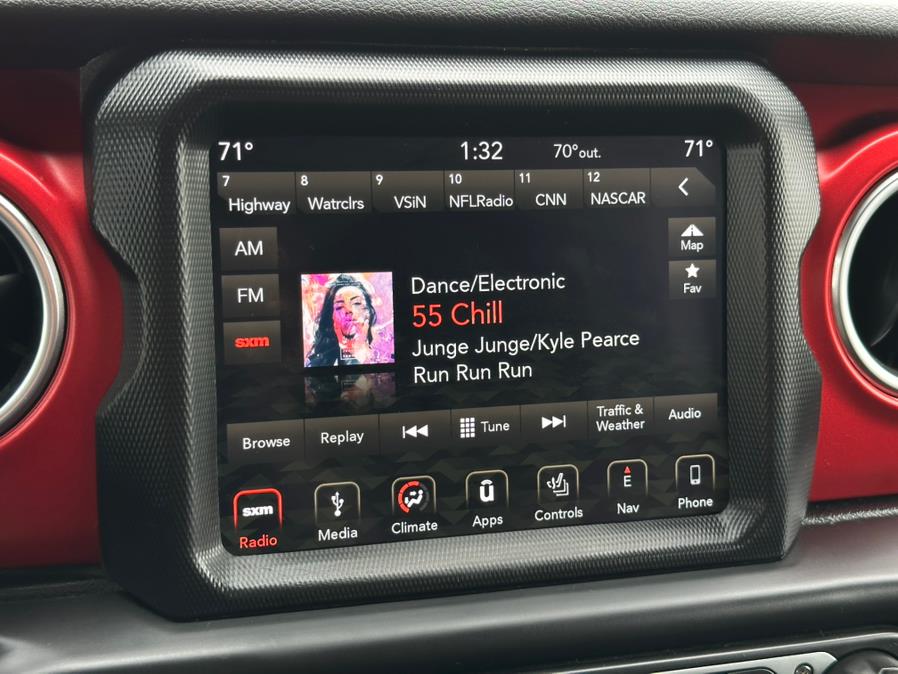 71° 1:32 70°out. 71°
7 8 9 10 11 12
Highway Watrclrs VSiN NFLRadio CNN NASCAR
AM
FM
sxm
Map
Fav
Dance/Electronic
55 Chill
Junge Junge/Kyle Pearce
Run Run Run
Browse Replay Tune Traffic & Audio
Weather
sxm
E
Radio Media Climate Apps Controls Nav Phone